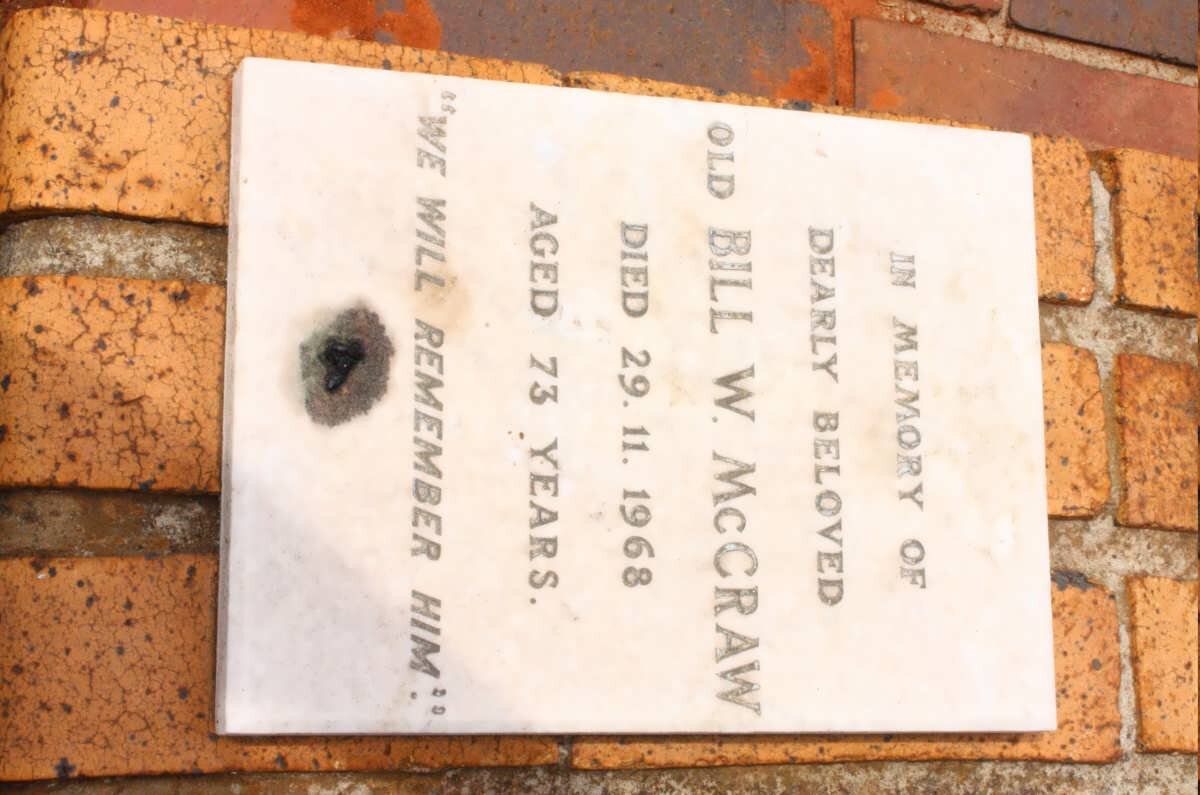 IN MEMORY OF
DEARLY BELOVED
OLD BILL W. McCRAW
DIED 29. 11. 1968
AGED 73 YEARS.
"WE WILL REMEMBER HIM."